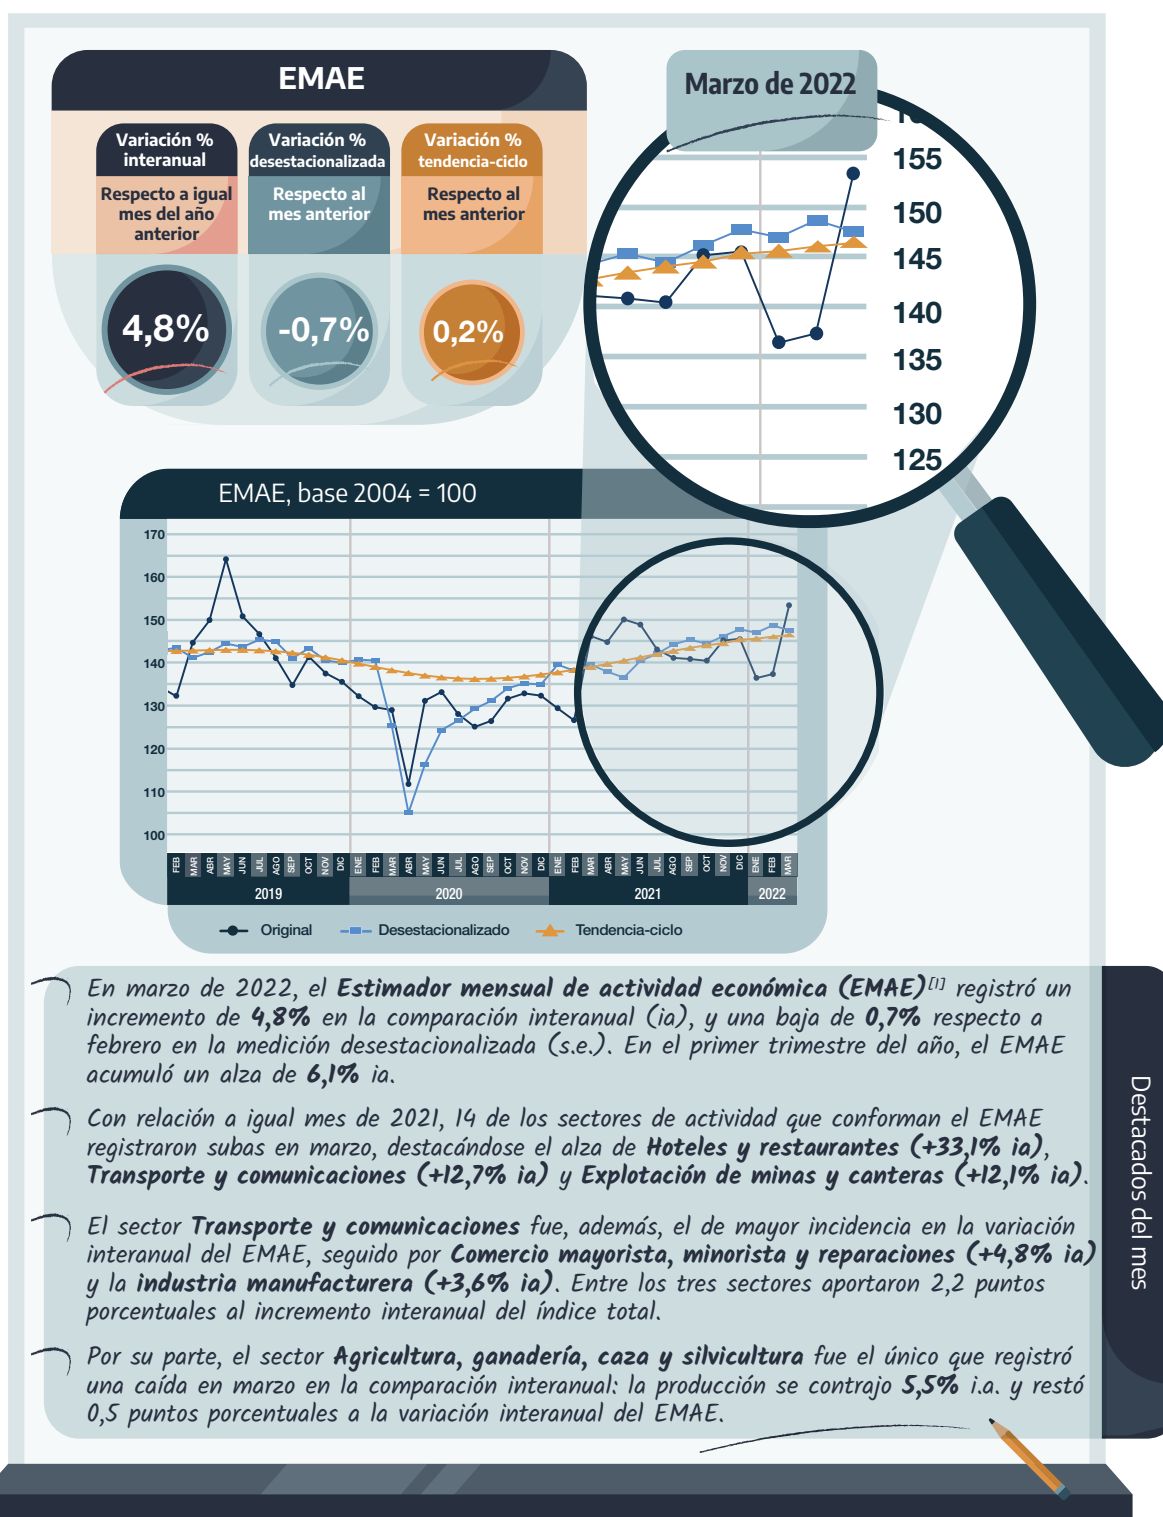 EMAE
Variación %
interanual
Respecto a igual
mes del año
anterior
4,8%
Variación %
desestacionalizada
Respecto al
mes anterior
-0,7%
Variación %
tendencia-ciclo
Respecto al
mes anterior
0,2%
Marzo de 2022
155
150
145
140
135
130
125
EMAE, base 2004 = 100
170
160
150
140
130
120
110
100
FEB MAR ABR MAY JUN JUL AGO SEP OCT NOV DIC ENE FEB MAR ABR MAY JUN JUL AGO SEP OCT NOV DIC ENE FEB MAR ABR MAY JUN JUL AGO SEP OCT NOV DIC ENE FEB MAR
2019 2020 2021 2022
Original Desestacionalizado Tendencia-ciclo
En marzo de 2022, el Estimador mensual de actividad económica (EMAE)[1] registró un
incremento de 4,8% en la comparación interanual (ia), y una baja de 0,7% respecto a
febrero en la medición desestacionalizada (s.e.). En el primer trimestre del año, el EMAE
acumuló un alza de 6,1% ia.
Con relación a igual mes de 2021, 14 de los sectores de actividad que conforman el EMAE
registraron subas en marzo, destacándose el alza de Hoteles y restaurantes (+33,1% ia),
Transporte y comunicaciones (+12,7% ia) y Explotación de minas y canteras (+12,1% ia).
El sector Transporte y comunicaciones fue, además, el de mayor incidencia en la variación
interanual del EMAE, seguido por Comercio mayorista, minorista y reparaciones (+4,8% ia)
y la industria manufacturera (+3,6% ia). Entre los tres sectores aportaron 2,2 puntos
porcentuales al incremento interanual del índice total.
Por su parte, el sector Agricultura, ganadería, caza y silvicultura fue el único que registró
una caída en marzo en la comparación interanual: la producción se contrajo 5,5% i.a. y restó
0,5 puntos porcentuales a la variación interanual del EMAE.
Destacados del mes